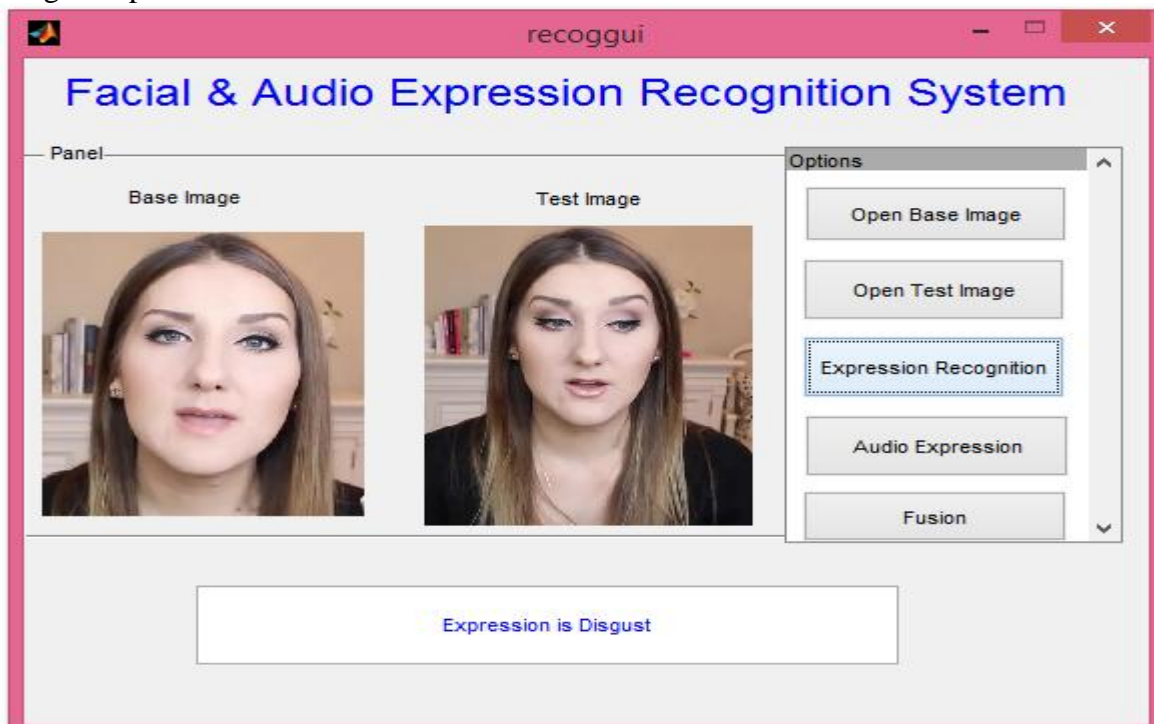 recoggui
Facial & Audio Expression Recognition System
Panel
Base Image
Test Image
Options
Open Base Image
Open Test Image
Expression Recognition
Audio Expression
Fusion
Expression is Disgust